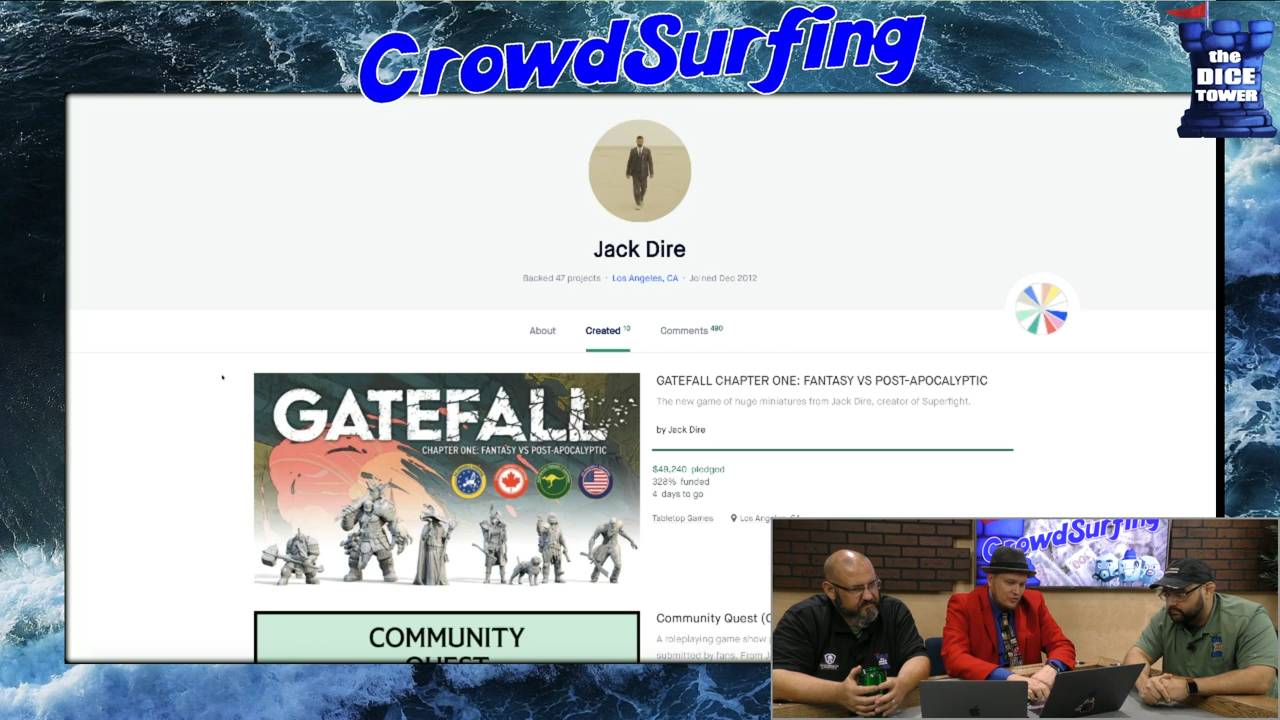 CrowdSurfing
the
DICE
TOWER
Jack Dire
Backed 47 projects · Los Angeles, CA · Joined Dec 2012
About Created 10 Comments 490
GATEFALL
CHAPTER ONE: FANTASY VS POST-APOCALYPTIC
GATEFALL CHAPTER ONE: FANTASY VS POST-APOCALYPTIC
The new game of huge miniatures from Jack Dire, creator of Superfight.
by Jack Dire
$49,240 pledged
328% funded
4 days to go
Tabletop Games
COMMUNITY
QUEST
Community Quest
A roleplaying game show
submitted by fans. From
CrowdSurfing